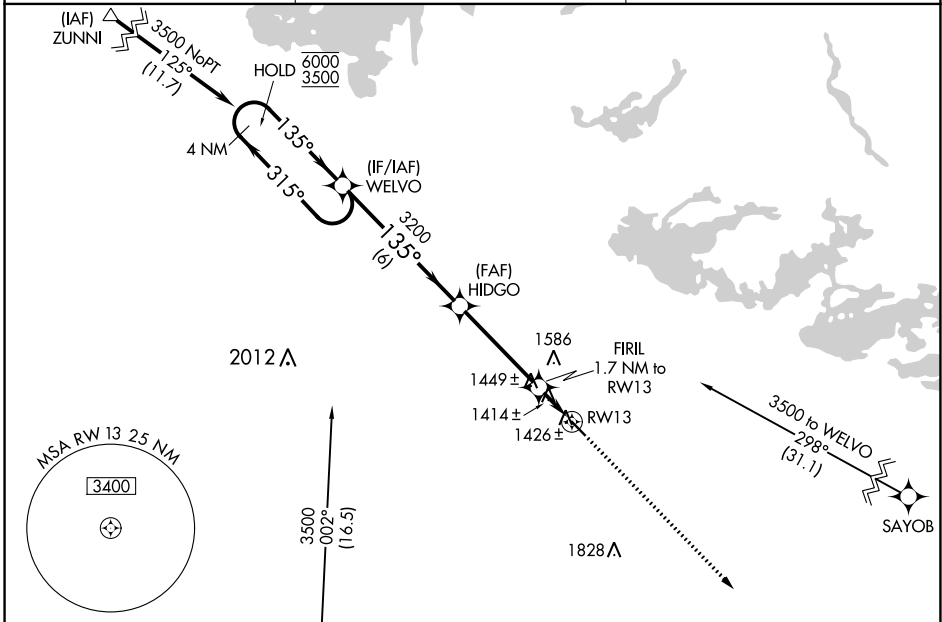 (IAF)
ZUNNI
3500 NoPT
125°
(11.7)
HOLD
6000
3500
4 NM
135°
315°
(IF/IAF)
WELVO
3200
135°
(6)
(FAF)
HIDGO
2012
1586
FIRIL
1.7 NM to
RW13
1449±
1414±
1426±
RW13
3500 to WELVO
298°
(31.1)
SAYOB
MSA RW 13 25 NM
3400
3500
002°
(16.5)
1828